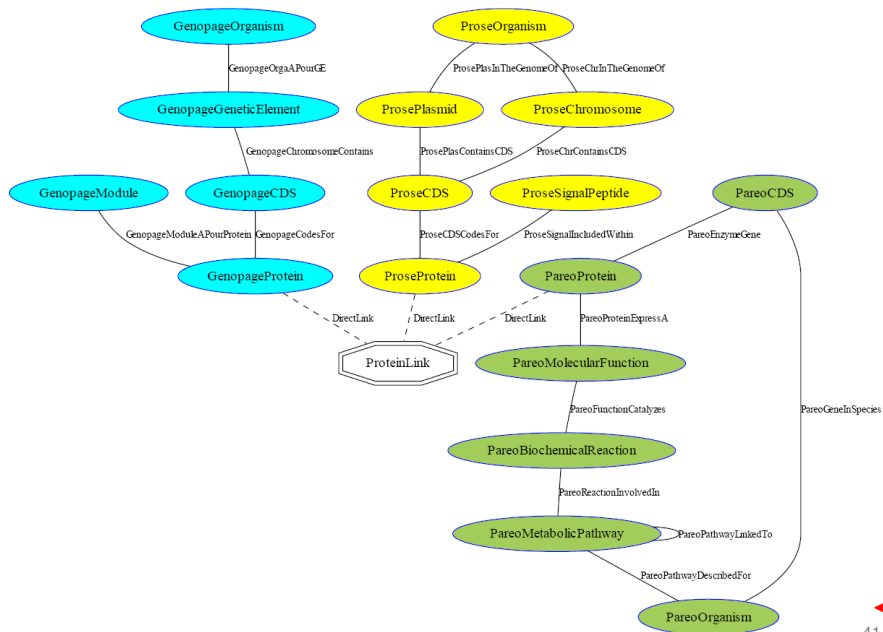 GenopageOrganism
ProseOrganism
GenopageOrgaAPourGE
ProsePlasInTheGenomeOf
ProseChrInTheGenomeOf
GenopageGeneticElement
ProsePlasmid
ProseChromosome
GenopageChromosomeContains
ProsePlasContainsCDS
ProseChrContainsCDS
GenopageModule
GenopageCDS
ProseCDS
ProseSignalPeptide
PareoCDS
GenopageModuleAPourProtein
GenopageCodesFor
ProseCDSCodesFor
ProseSignalIncludedWithin
PareoEnzymeGene
GenopageProtein
ProseProtein
PareoProtein
DirectLink
DirectLink
DirectLink
PareoProteinExpressA
ProteinLink
PareoMolecularFunction
PareoFunctionCatalyzes
PareoGeneInSpecies
PareoBiochemicalReaction
PareoReactionInvolvedIn
PareoMetabolicPathway
PareoPathwayLinkedTo
PareoPathwayDescribedFor
PareoOrganism
41